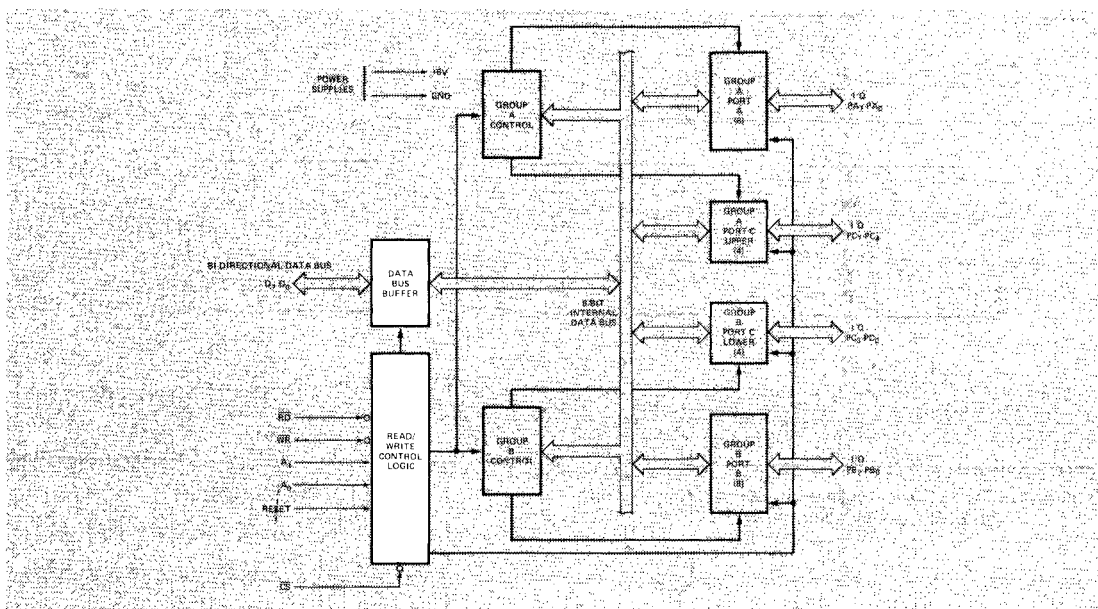 POWER
SUPPLIES
+5V
GND
GROUP
A
CONTROL
GROUP
A
PORT
A
(8)
I/O
PA7-PA0
GROUP
A
PORT C
UPPER
(4)
I/O
PC7-PC4
BI-DIRECTIONAL DATA BUS
D7-D0
DATA
BUS
BUFFER
8-BIT
INTERNAL
DATA BUS
GROUP
B
PORT C
LOWER
(4)
I/O
PC3-PC0
RD
WR
A1
A0
RESET
CS
READ/
WRITE
CONTROL
LOGIC
GROUP
B
CONTROL
GROUP
B
PORT
B
(8)
I/O
PB7-PB0